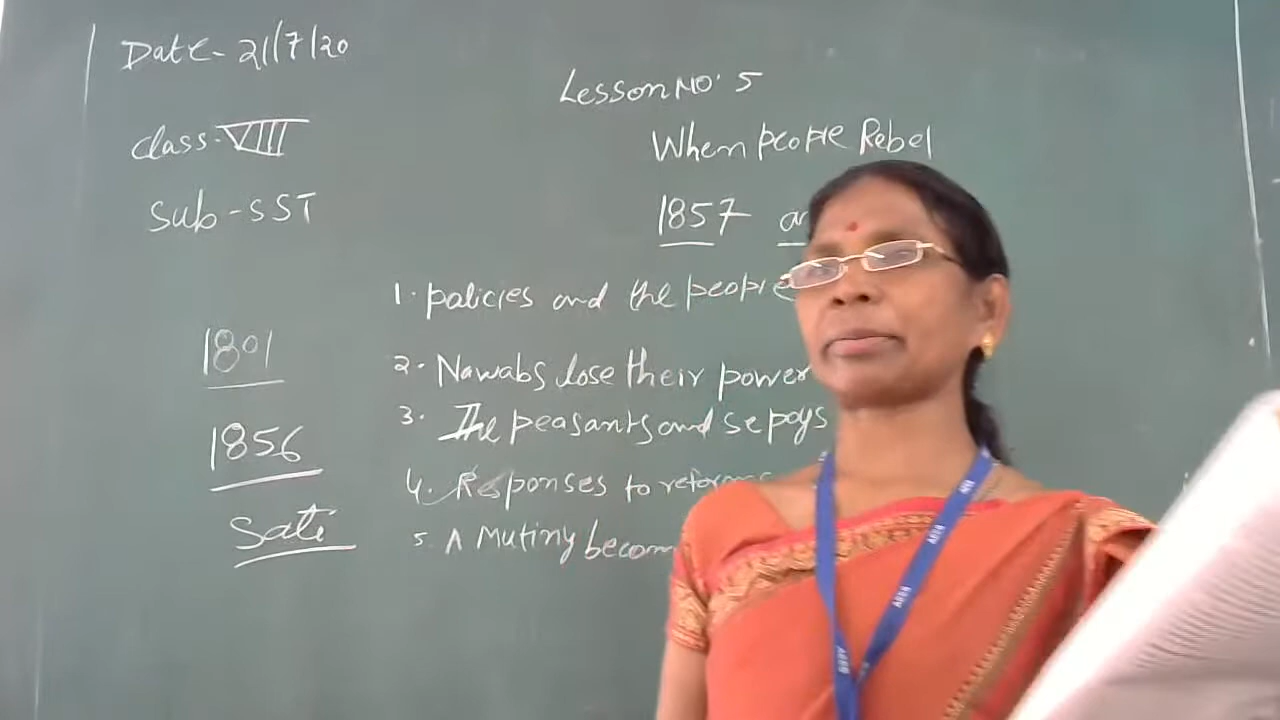 Date - 21/7/20
Lesson No. 5
class - VIII
When people Rebel
Sub - SST
1857
1. policies and the people
1801
2. Nawabs lose their power
3. The peasants and sepoys
1856
4. Responses to reforms
Sati
5. A Mutiny becom